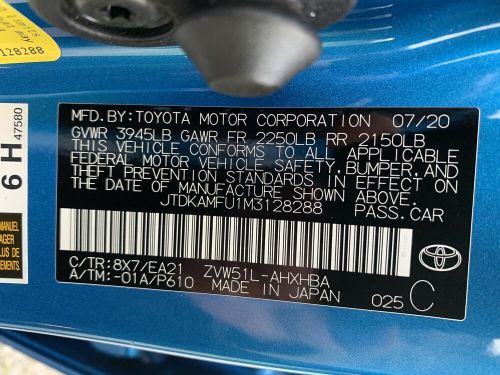 128288
6 H
47580
MFD.BY:TOYOTA MOTOR CORPORATION 07/20
GVWR 3945LB GAWR FR 2250LB RR 2150LB
THIS VEHICLE CONFORMS TO ALL APPLICABLE
FEDERAL MOTOR VEHICLE SAFETY, BUMPER, AND
THEFT PREVENTION STANDARDS IN EFFECT ON
THE DATE OF MANUFACTURE SHOWN ABOVE.
JTDKAMFU1M3128288 PASS.CAR
C/TR:8X7/EA21 ZVW51L-AHXHBA
A/TM:-01A/P610 MADE IN JAPAN
025 C
TOYOTA